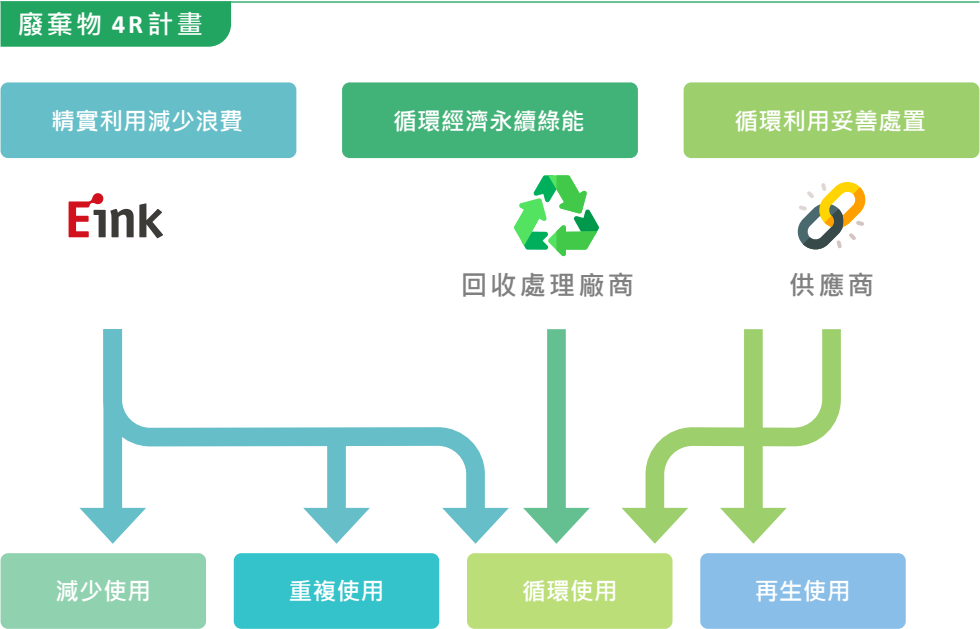 廢棄物 4R計畫
精實利用減少浪費
循環經濟永續綠能
循環利用妥善處置
Eink
回收處理廠商
供應商
減少使用
重複使用
循環使用
再生使用